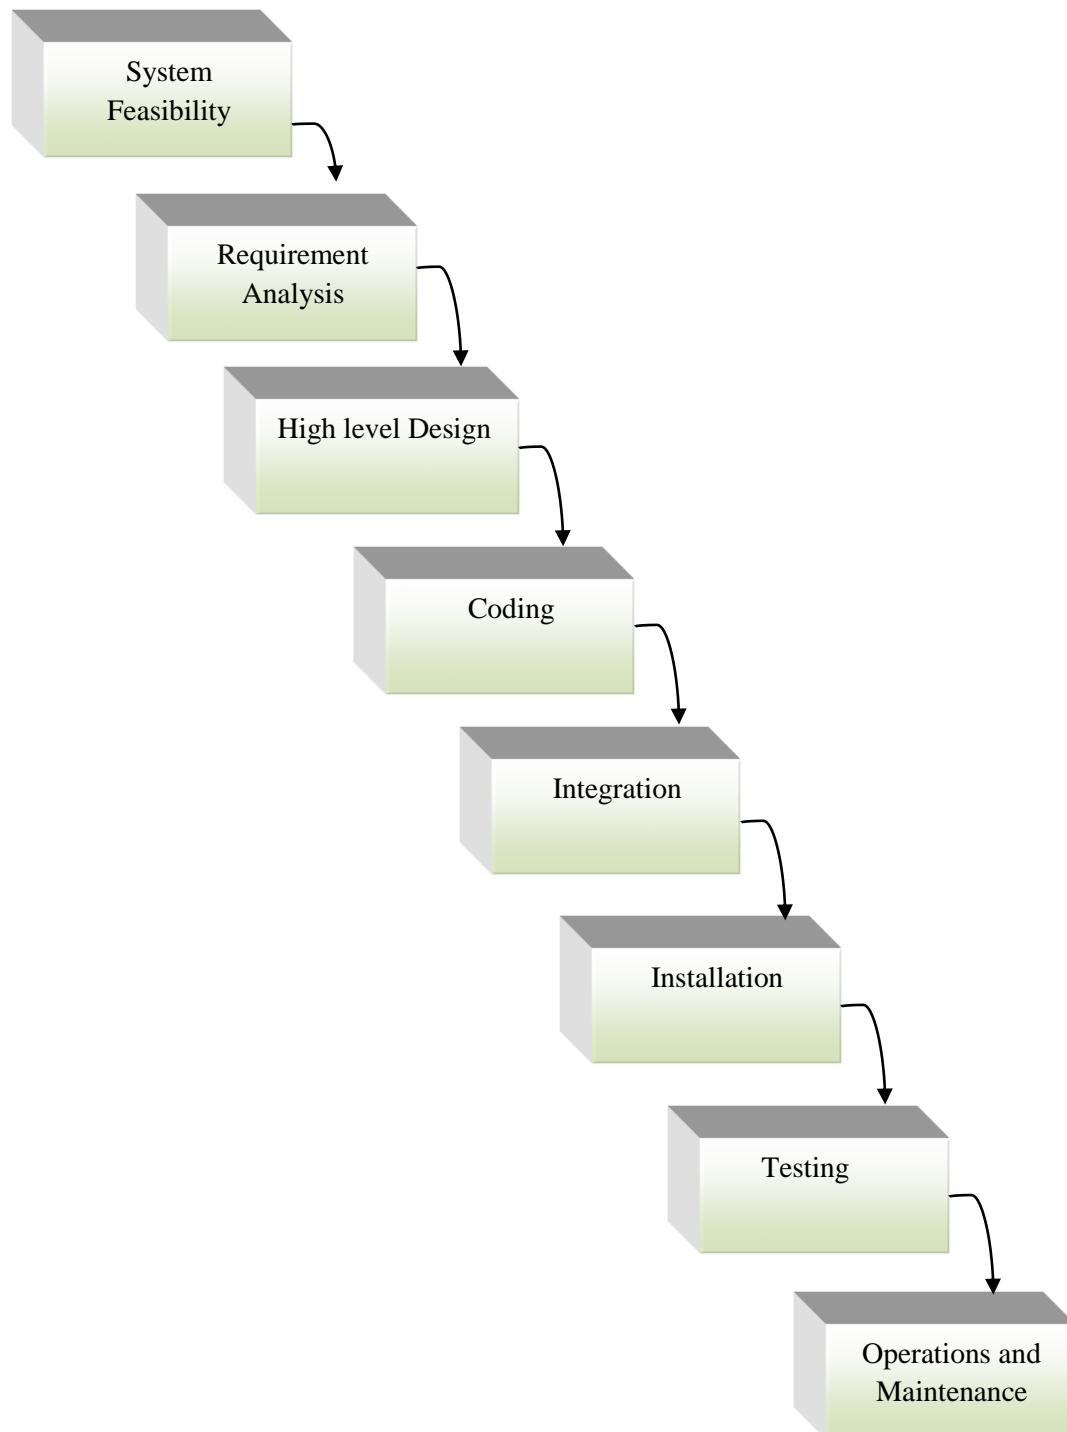 System
Feasibility
Requirement
Analysis
High level Design
Coding
Integration
Installation
Testing
Operations and
Maintenance